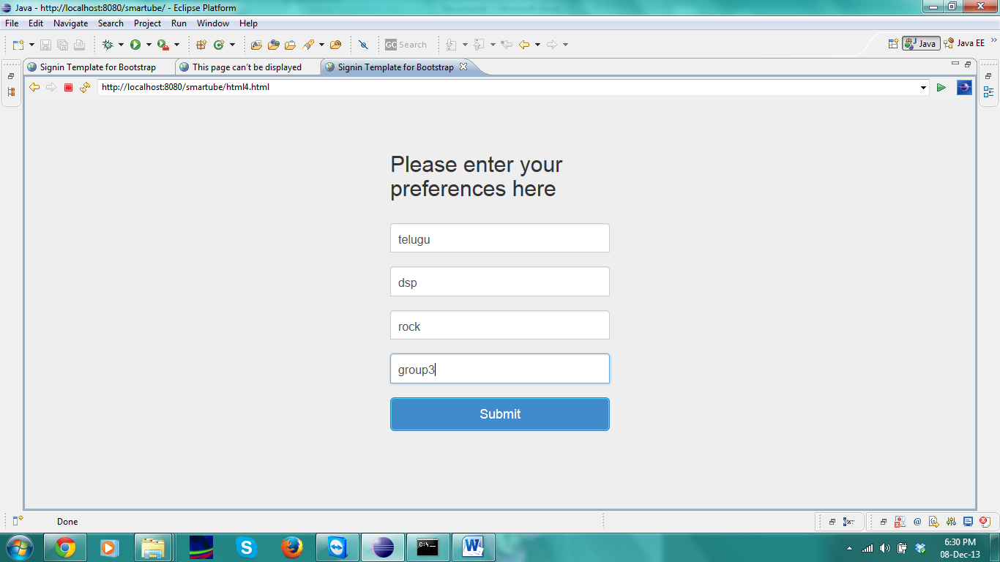 Java - http://localhost:8080/smartube/ - Eclipse Platform
File Edit Navigate Search Project Run Window Help
GC Search Java Java EE
Signin Template for Bootstrap This page can't be displayed Signin Template for Bootstrap
http://localhost:8080/smartube/html4.html
Please enter your
preferences here
telugu
dsp
rock
group3
Submit
Done
6:30 PM
08-Dec-13